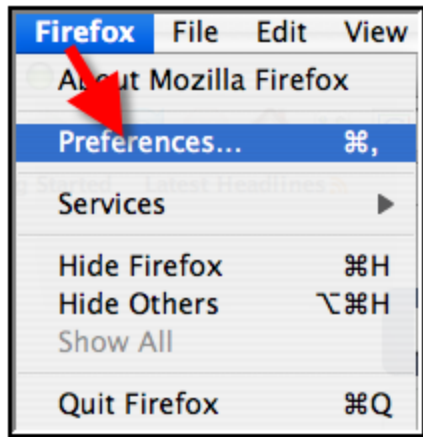 Firefox File Edit View
About Mozilla Firefox
Preferences... ⌘,
Started Latest Headlines
Services ▶
Hide Firefox ⌘H
Hide Others ⌥⌘H
Show All
Quit Firefox ⌘Q